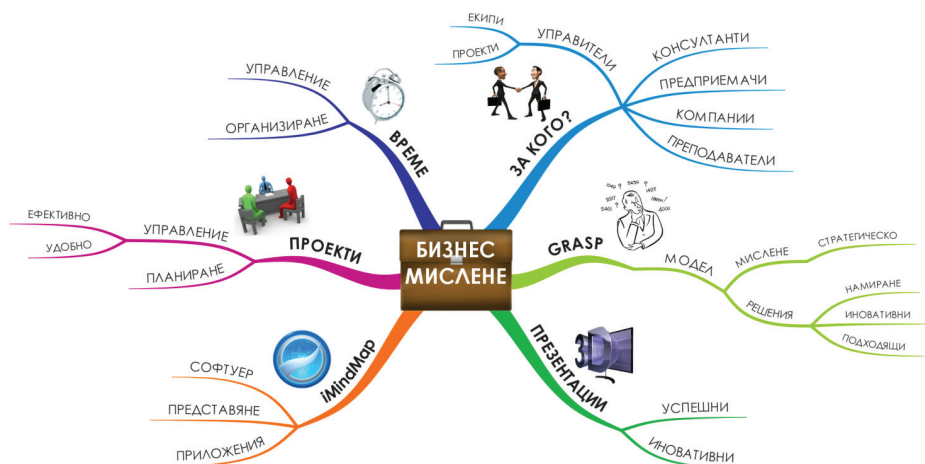 БИЗНЕС
МИСЛЕНЕ
ЗА КОГО?
УПРАВИТЕЛИ
ЕКИПИ
ПРОЕКТИ
КОНСУЛТАНТИ
ПРЕДПРИЕМАЧИ
КОМПАНИИ
ПРЕПОДАВАТЕЛИ
GRASP
МОДЕЛ
МИСЛЕНЕ
СТРАТЕГИЧЕСКО
РЕШЕНИЯ
НАМИРАНЕ
ИНОВАТИВНИ
ПОДХОДЯЩИ
ПРЕЗЕНТАЦИИ
УСПЕШНИ
ИНОВАТИВНИ
iMindMap
СОФТУЕР
ПРЕДСТАВЯНЕ
ПРИЛОЖЕНИЯ
ПРОЕКТИ
УПРАВЛЕНИЕ
ЕФЕКТИВНО
УДОБНО
ПЛАНИРАНЕ
ВРЕМЕ
УПРАВЛЕНИЕ
ОРГАНИЗИРАНЕ